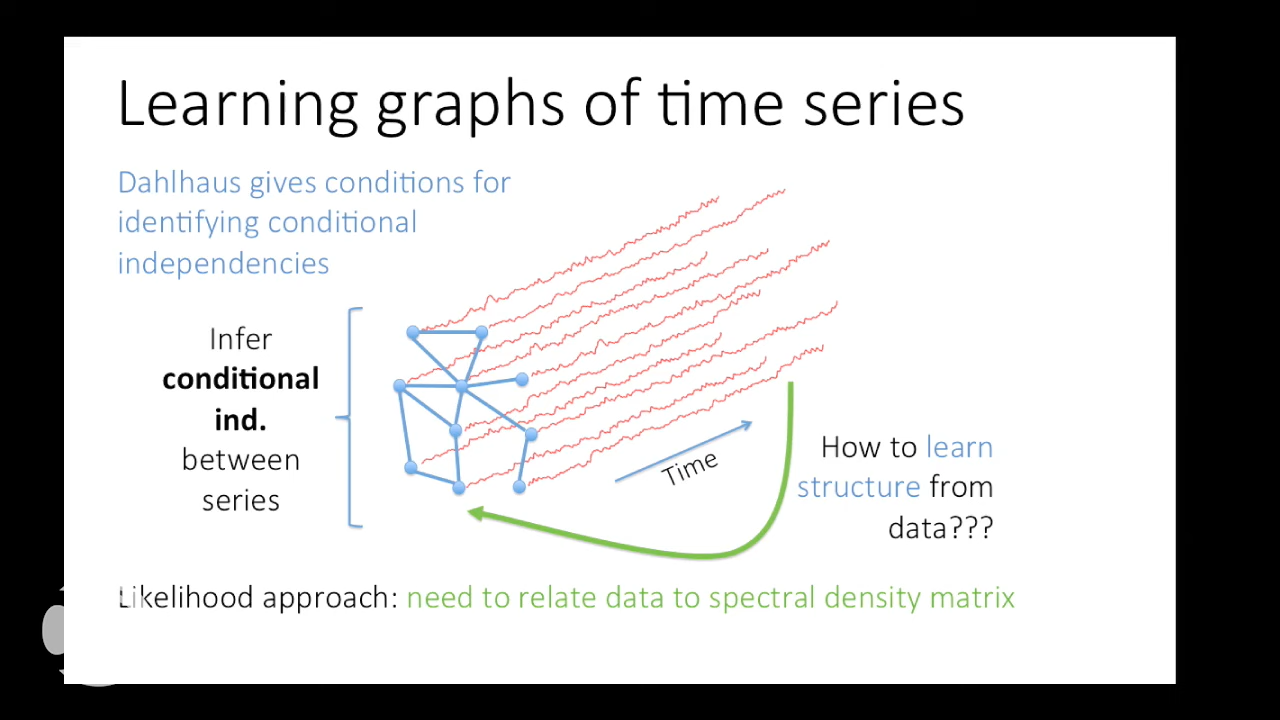 Learning graphs of time series
Dahlhaus gives conditions for
identifying conditional
independencies
Infer
conditional
ind.
between
series
Time
How to learn
structure from
data???
Likelihood approach: need to relate data to spectral density matrix